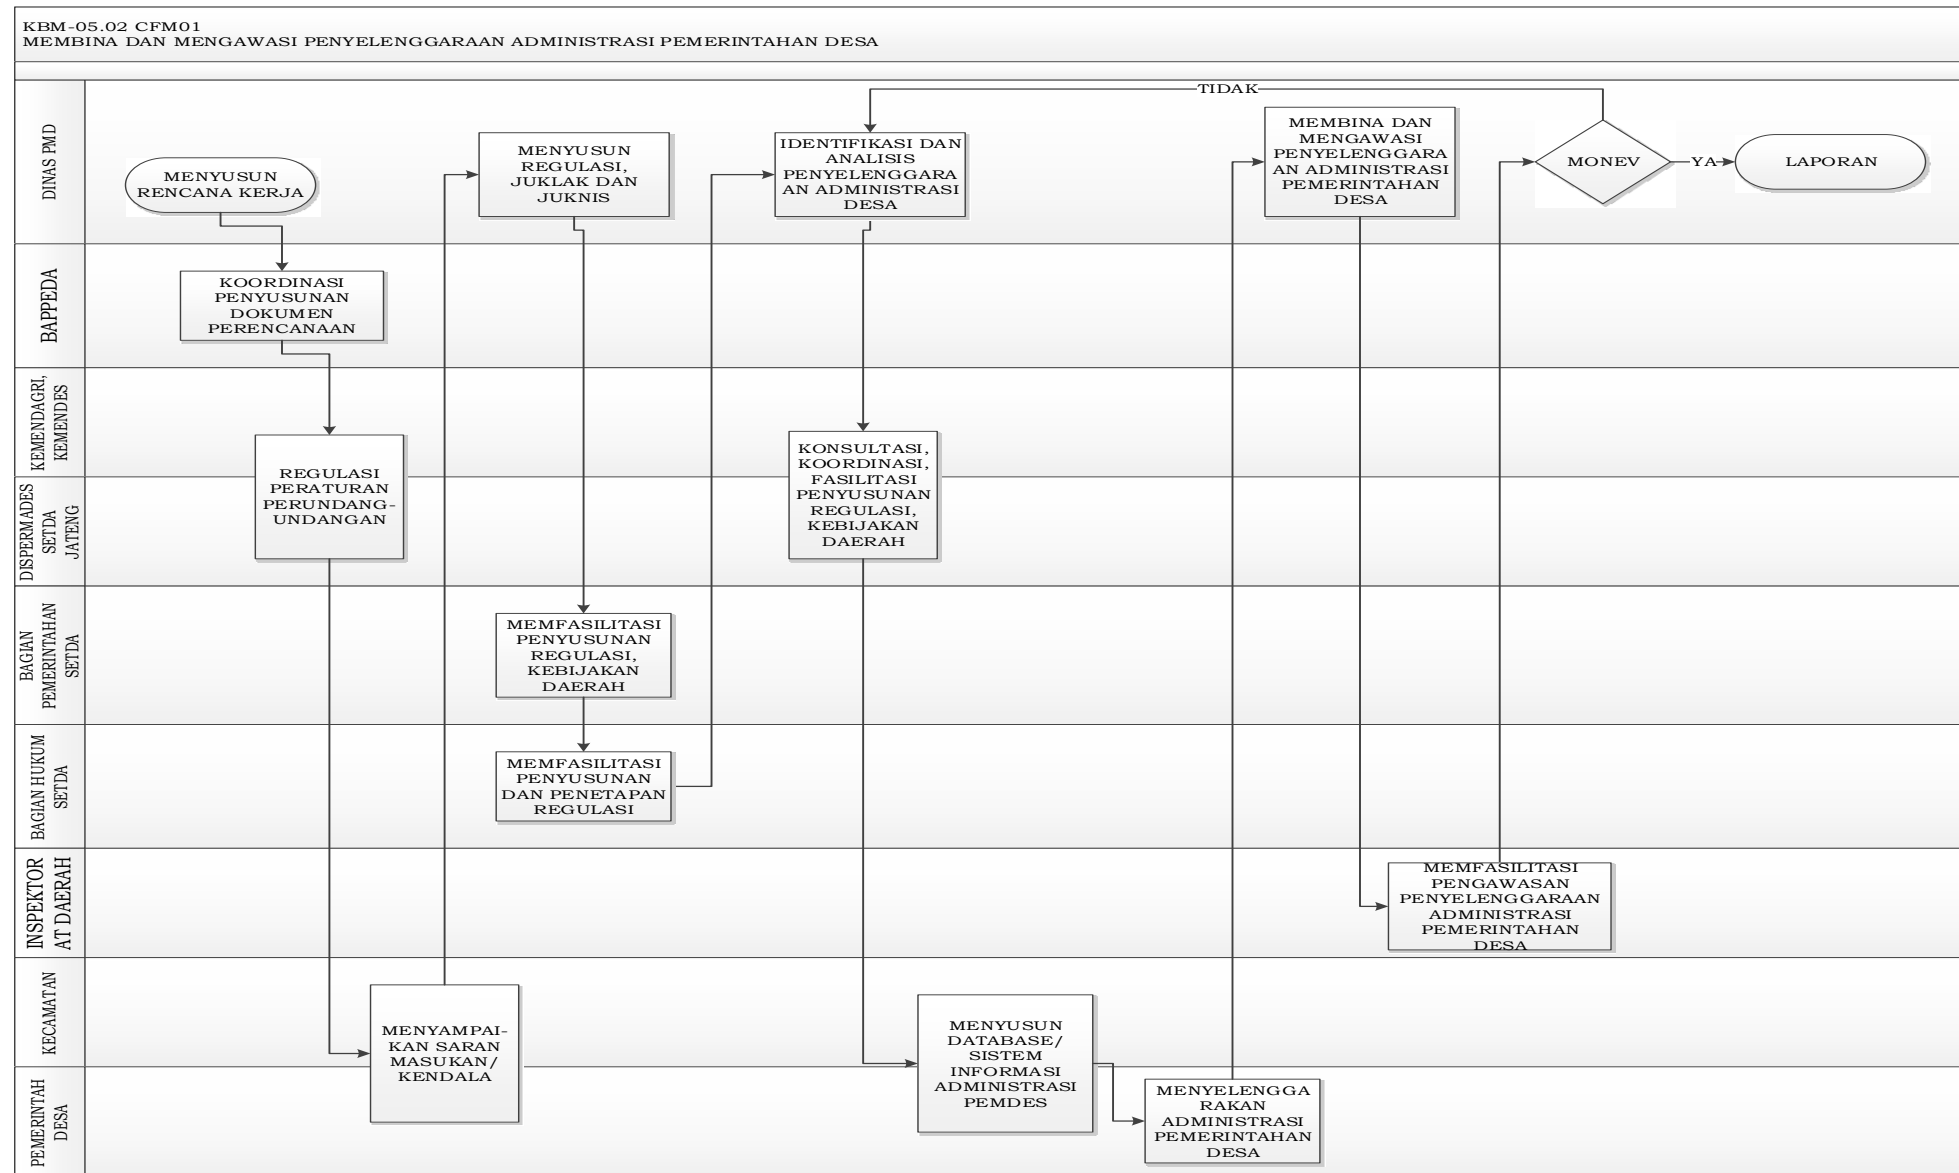 KBM-05.02 CFM01
MEMBINA DAN MENGAWASI PENYELENGGARAAN ADMINISTRASI PEMERINTAHAN DESA
DINAS PMD
MENYUSUN
RENCANA KERJA
MENYUSUN
REGULASI,
JUKLAK DAN
JUKNIS
IDENTIFIKASI DAN
ANALISIS
PENYELENGGARA
AN ADMINISTRASI
DESA
TIDAK
MEMBINA DAN
MENGAWASI
PENYELENGGARA
AN ADMINISTRASI
PEMERINTAHAN
DESA
MONEV
YA
LAPORAN
BAPPEDA
KOORDINASI
PENYUSUNAN
DOKUMEN
PERENCANAAN
KEMENDAGRI,
KEMENDES
DISPERMADES
SETDA
JATENG
REGULASI
PERATURAN
PERUNDANG-
UNDANGAN
KONSULTASI,
KOORDINASI,
FASILITASI
PENYUSUNAN
REGULASI,
KEBIJAKAN
DAERAH
BAGIAN
PEMERINTAHAN
SETDA
MEMFASILITASI
PENYUSUNAN
REGULASI,
KEBIJAKAN
DAERAH
BAGIAN HUKUM
SETDA
MEMFASILITASI
PENYUSUNAN
DAN PENETAPAN
REGULASI
INSPEKTOR
AT DAERAH
MEMFASILITASI
PENGAWASAN
PENYELENGGARAAN
ADMINISTRASI
PEMERINTAHAN
DESA
KECAMATAN
MENYAMPAI-
KAN SARAN
MASUKAN/
KENDALA
MENYUSUN
DATABASE/
SISTEM
INFORMASI
ADMINISTRASI
PEMDES
PEMERINTAH
DESA
MENYELENGGA
RAKAN
ADMINISTRASI
PEMERINTAHAN
DESA